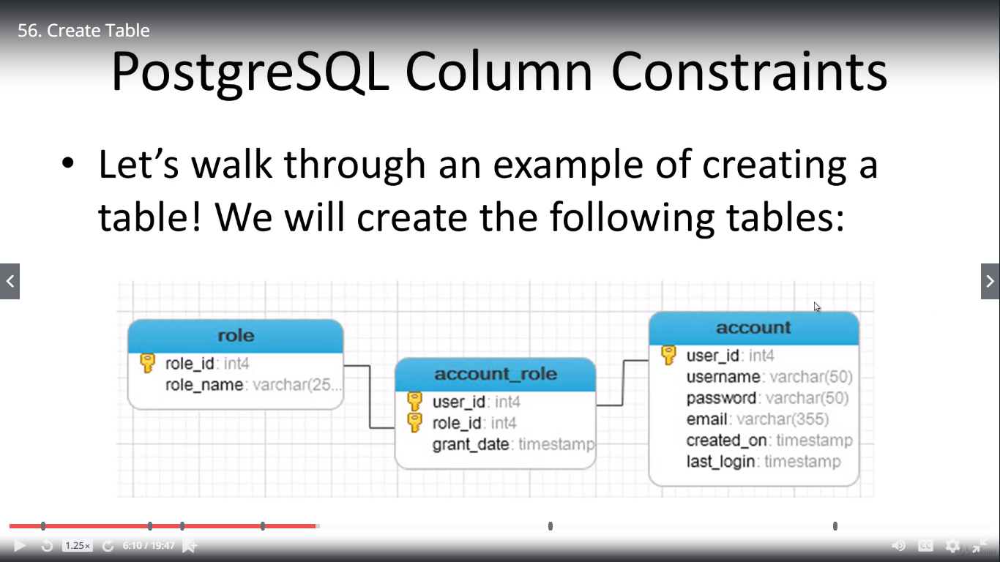 56. Create Table
PostgreSQL Column Constraints
• Let’s walk through an example of creating a
table! We will create the following tables:
role
role_id: int4
role_name: varchar(25...
account_role
user_id: int4
role_id: int4
grant_date: timestamp
account
user_id: int4
username: varchar(50)
password: varchar(50)
email: varchar(355)
created_on: timestamp
last_login: timestamp
1.25×
6:10 / 19:47
CC